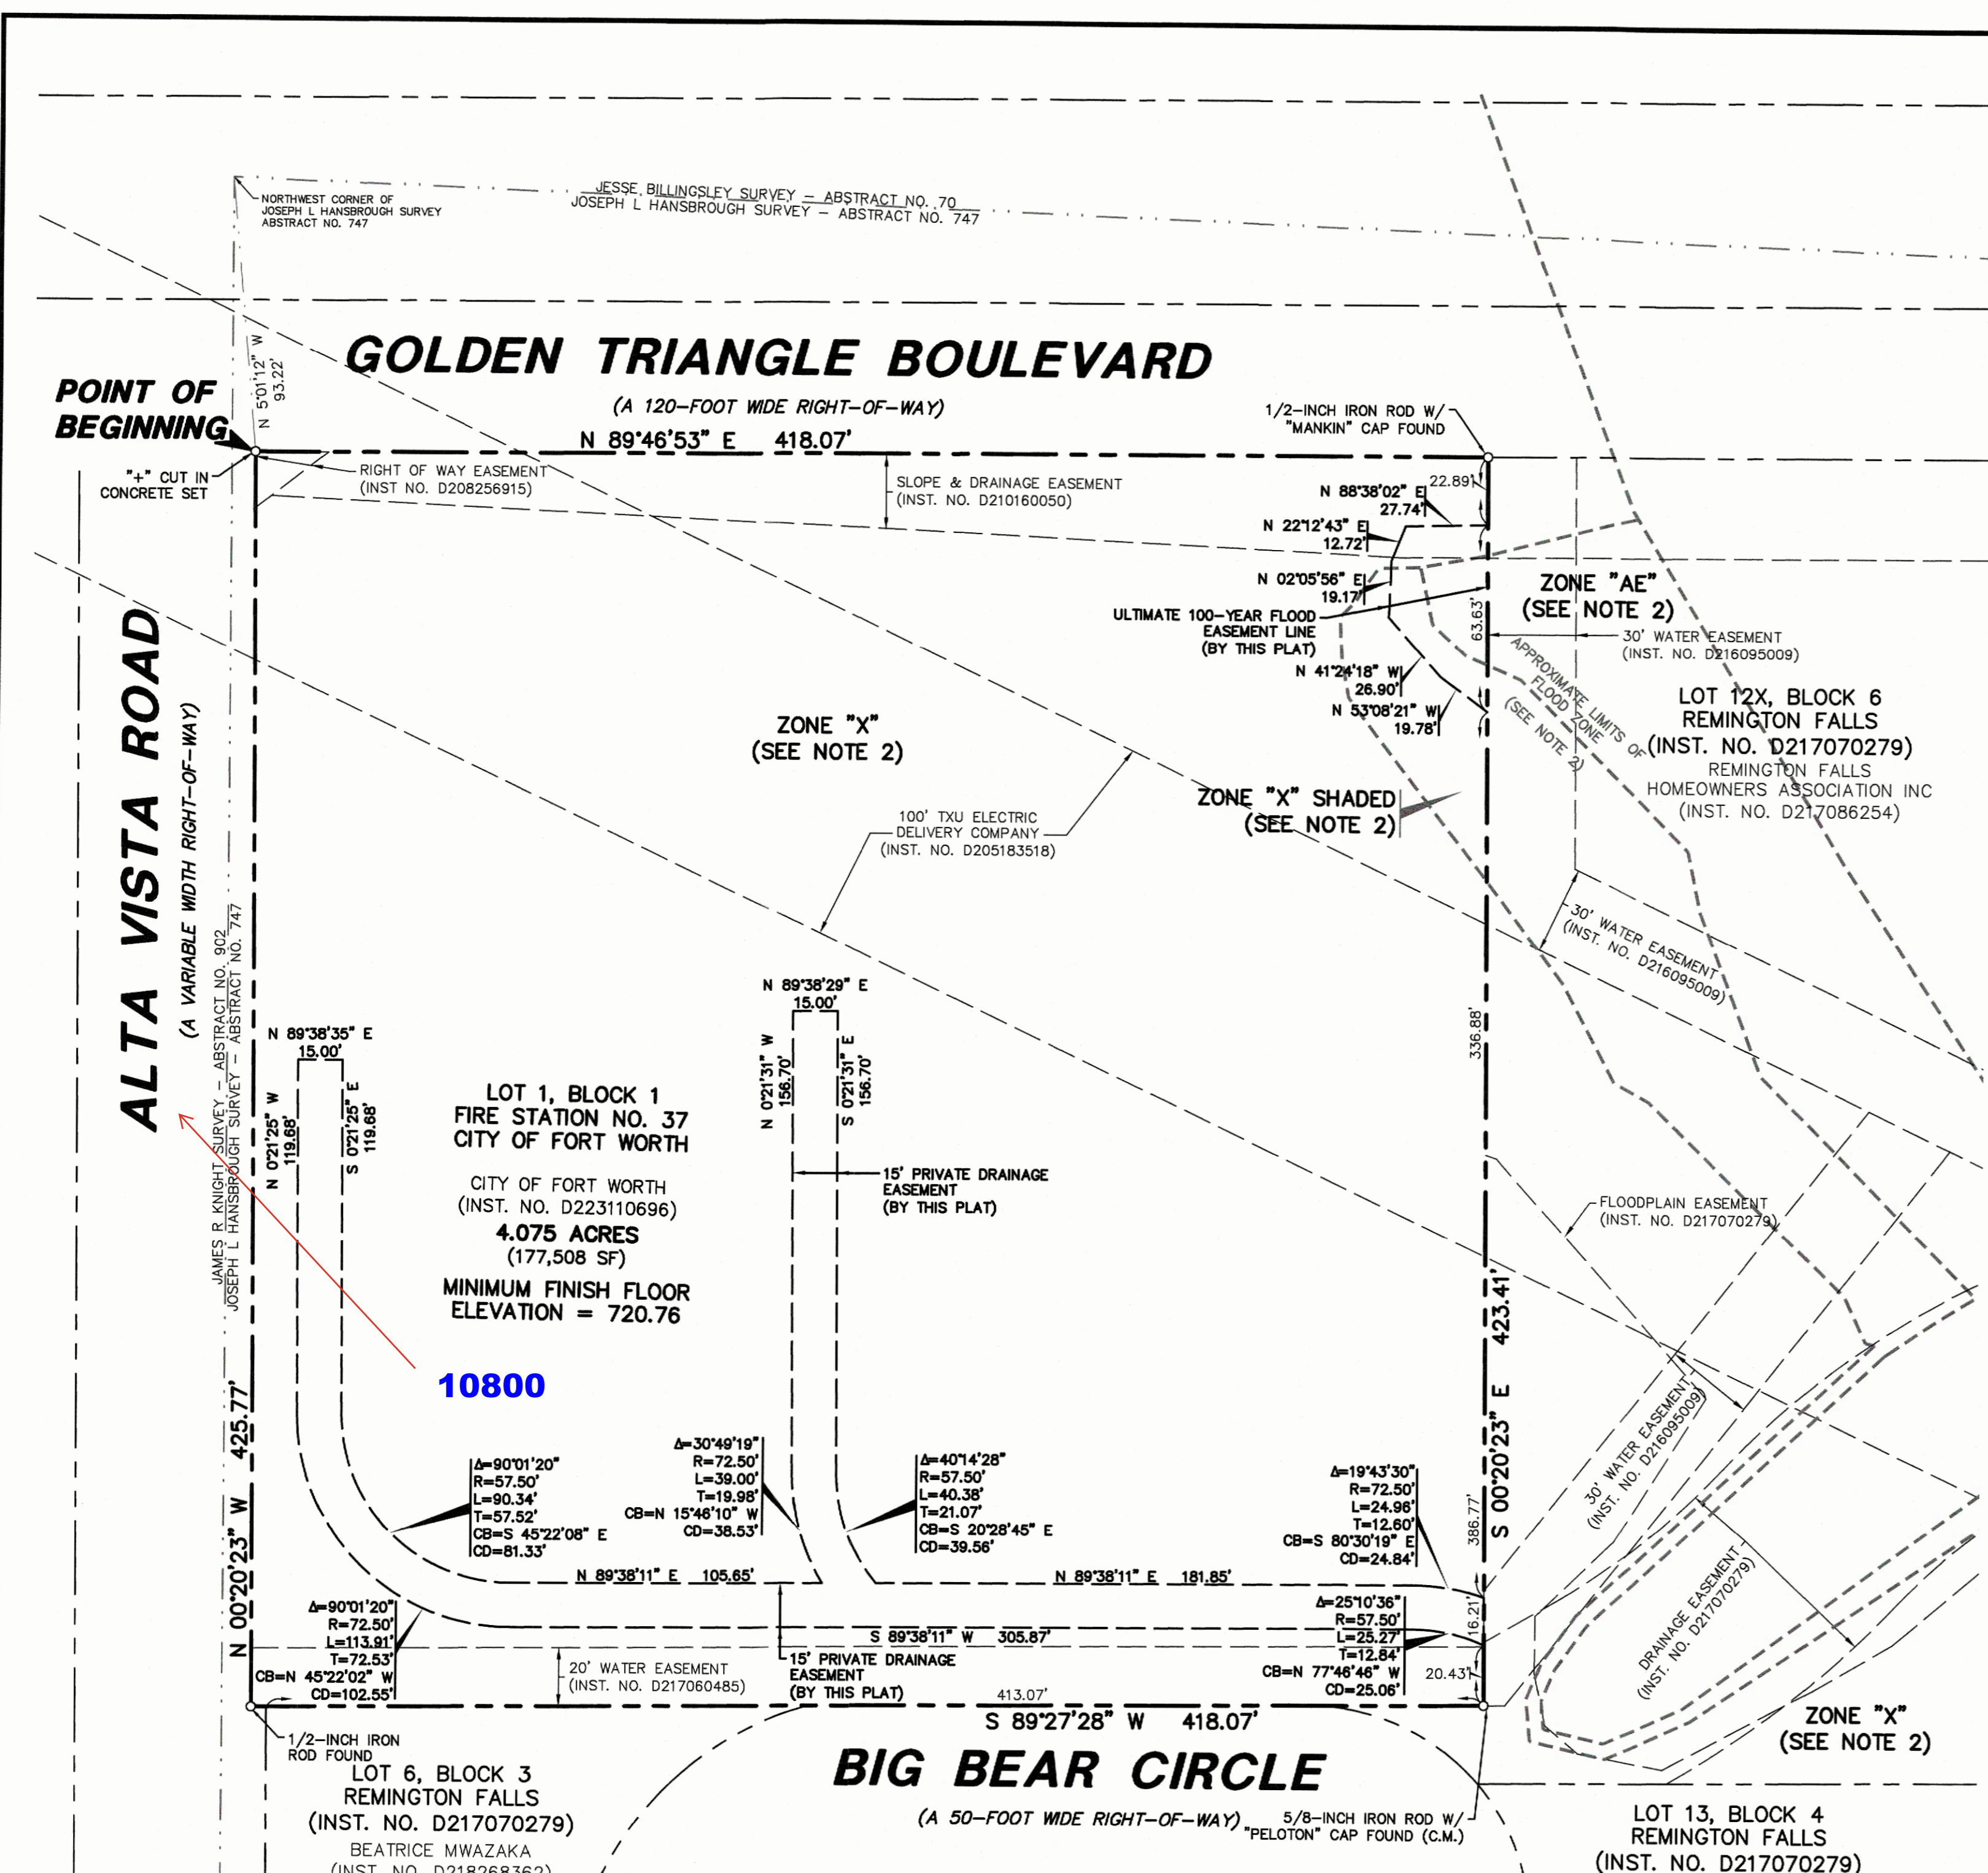 JESSE BILLINGSLEY SURVEY – ABSTRACT NO. 70
JOSEPH L HANSBROUGH SURVEY – ABSTRACT NO. 747
NORTHWEST CORNER OF
JOSEPH L HANSBROUGH SURVEY
ABSTRACT NO. 747
N 5°01'12" W
93.22'
GOLDEN TRIANGLE BOULEVARD
(A 120–FOOT WIDE RIGHT–OF–WAY)
N 89°46'53" E 418.07'
POINT OF
BEGINNING
"+" CUT IN
CONCRETE SET
RIGHT OF WAY EASEMENT
(INST NO. D208256915)
SLOPE & DRAINAGE EASEMENT
(INST. NO. D210160050)
1/2–INCH IRON ROD W/
"MANKIN" CAP FOUND
22.89'
N 88°38'02" E
27.74'
N 22°12'43" E
12.72'
N 02°05'56" E
19.17'
ULTIMATE 100–YEAR FLOOD
EASEMENT LINE
(BY THIS PLAT)
63.63'
N 41°24'18" W
26.90'
N 53°08'21" W
19.78'
ZONE "AE"
(SEE NOTE 2)
30' WATER EASEMENT
(INST. NO. D216095009)
APPROXIMATE LIMITS OF
FLOOD ZONE
(SEE NOTE 2)
LOT 12X, BLOCK 6
REMINGTON FALLS
(INST. NO. D217070279)
REMINGTON FALLS
HOMEOWNERS ASSOCIATION INC
(INST. NO. D217086254)
ALTA VISTA ROAD
(A VARIABLE WIDTH RIGHT–OF–WAY)
JAMES R KNIGHT SURVEY – ABSTRACT NO. 902
JOSEPH L HANSBROUGH SURVEY – ABSTRACT NO. 747
ZONE "X"
(SEE NOTE 2)
ZONE "X" SHADED
(SEE NOTE 2)
100' TXU ELECTRIC
DELIVERY COMPANY
(INST. NO. D205183518)
30' WATER EASEMENT
(INST. NO. D216095009)
336.88'
N 89°38'29" E
15.00'
N 0°21'31" W
156.70'
S 0°21'31" E
156.70'
N 89°38'35" E
15.00'
N 0°21'25" W
119.68'
S 0°21'25" E
119.68'
LOT 1, BLOCK 1
FIRE STATION NO. 37
CITY OF FORT WORTH
CITY OF FORT WORTH
(INST. NO. D223110696)
4.075 ACRES
(177,508 SF)
MINIMUM FINISH FLOOR
ELEVATION = 720.76
15' PRIVATE DRAINAGE
EASEMENT
(BY THIS PLAT)
FLOODPLAIN EASEMENT
(INST. NO. D217070279)
10800
N 00°20'23" W 425.77'
S 00°20'23" E 423.41'
386.77'
30' WATER EASEMENT
(INST. NO. D216095009)
DRAINAGE EASEMENT
(INST. NO. D217070279)
Δ=90°01'20"
R=57.50'
L=90.34'
T=57.52'
CB=S 45°22'08" E
CD=81.33'
Δ=30°49'19"
R=72.50'
L=39.00'
T=19.98'
CB=N 15°46'10" W
CD=38.53'
Δ=40°14'28"
R=57.50'
L=40.38'
T=21.07'
CB=S 20°28'45" E
CD=39.56'
Δ=19°43'30"
R=72.50'
L=24.96'
T=12.60'
CB=S 80°30'19" E
CD=24.84'
N 89°38'11" E 105.65'
N 89°38'11" E 181.85'
Δ=90°01'20"
R=72.50'
L=113.91'
T=72.53'
CB=N 45°22'02" W
CD=102.55'
S 89°38'11" W 305.87'
Δ=25°10'36"
R=57.50'
L=25.27'
T=12.84'
CB=N 77°46'46" W
CD=25.06'
16.21'
20.43'
20' WATER EASEMENT
(INST. NO. D217060485)
15' PRIVATE DRAINAGE
EASEMENT
(BY THIS PLAT)
413.07'
S 89°27'28" W 418.07'
1/2–INCH IRON
ROD FOUND
BIG BEAR CIRCLE
(A 50–FOOT WIDE RIGHT–OF–WAY)
5/8–INCH IRON ROD W/
"PELOTON" CAP FOUND (C.M.)
ZONE "X"
(SEE NOTE 2)
LOT 6, BLOCK 3
REMINGTON FALLS
(INST. NO. D217070279)
BEATRICE MWAZAKA
(INST. NO. D218268362)
LOT 13, BLOCK 4
REMINGTON FALLS
(INST. NO. D217070279)